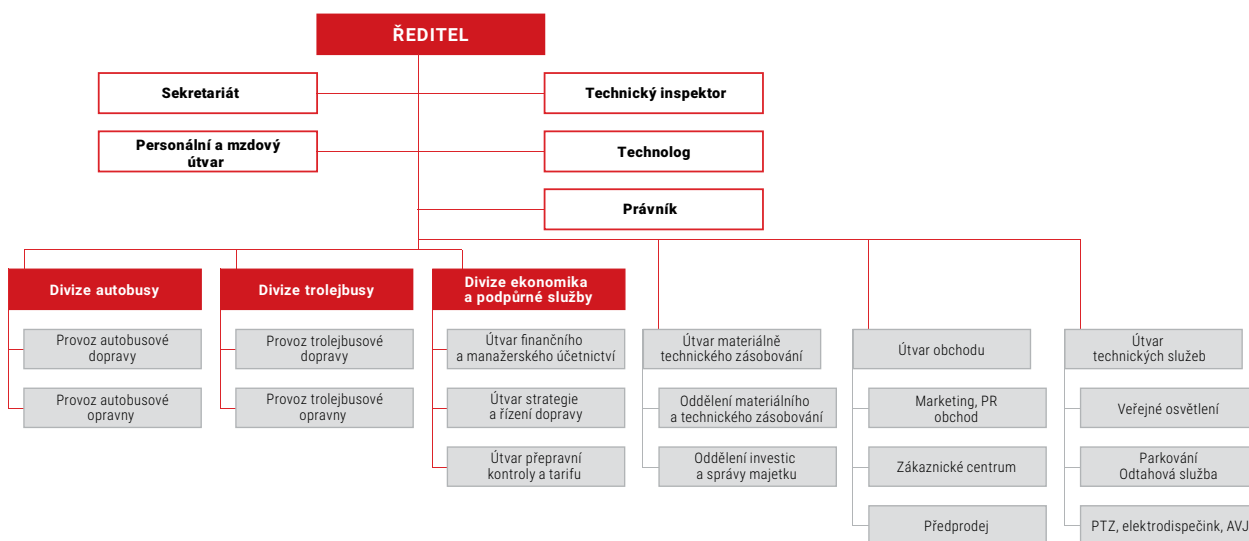 ŘEDITEL
Sekretariát
Technický inspektor
Personální a mzdový
útvar
Technolog
Právník
Divize autobusy
Divize trolejbusy
Divize ekonomika
a podpůrné služby
Provoz autobusové
dopravy
Provoz trolejbusové
dopravy
Útvar finančního
a manažerského účetnictví
Útvar materiálně
technického zásobování
Útvar obchodu
Útvar
technických služeb
Provoz autobusové
opravny
Provoz trolejbusové
opravny
Útvar strategie
a řízení dopravy
Oddělení materiálního
a technického zásobování
Marketing, PR
obchod
Veřejné osvětlení
Útvar přepravní
kontroly a tarifu
Oddělení investic
a správy majetku
Zákaznické centrum
Parkování
Odtahová služba
Předprodej
PTZ, elektrodispečink, AVJ